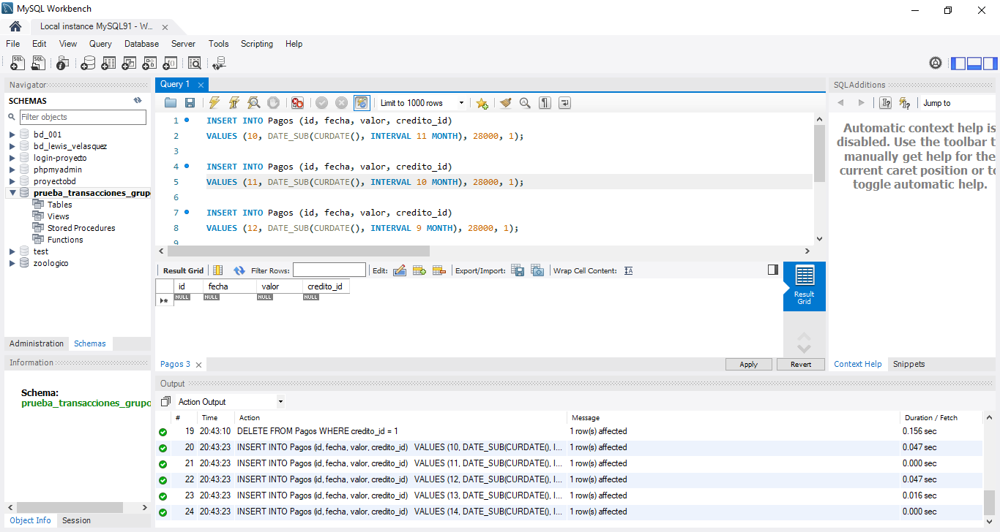 MySQL Workbench
Local instance MySQL91 - W... ×
File Edit View Query Database Server Tools Scripting Help
Navigator
SCHEMAS
Filter objects
bd_001
bd_lewis_velasquez
login-proyecto
phpmyadmin
proyectobd
prueba_transacciones_grupo
Tables
Views
Stored Procedures
Functions
test
zoologico
Administration Schemas
Information
Schema:
prueba_transacciones_grupo
Object Info Session
Query 1 ×
Limit to 1000 rows
1 INSERT INTO Pagos (id, fecha, valor, credito_id)
2 VALUES (10, DATE_SUB(CURDATE(), INTERVAL 11 MONTH), 28000, 1);
3
4 INSERT INTO Pagos (id, fecha, valor, credito_id)
5 VALUES (11, DATE_SUB(CURDATE(), INTERVAL 10 MONTH), 28000, 1);
6
7 INSERT INTO Pagos (id, fecha, valor, credito_id)
8 VALUES (12, DATE_SUB(CURDATE(), INTERVAL 9 MONTH), 28000, 1);
9
Result Grid Filter Rows: Edit: Export/Import: Wrap Cell Content:
id fecha valor credito_id
NULL NULL NULL NULL
Result
Grid
Pagos 3 × Apply Revert
SQLAdditions
Jump to
Automatic context help is
disabled. Use the toolbar t
manually get help for the
current caret position or to
toggle automatic help.
Context Help Snippets
Output
Action Output
# Time Action Message Duration / Fetch
19 20:43:10 DELETE FROM Pagos WHERE credito_id = 1 1 row(s) affected 0.156 sec
20 20:43:23 INSERT INTO Pagos (id, fecha, valor, credito_id) VALUES (10, DATE_SUB(CURDATE(), I... 1 row(s) affected 0.047 sec
21 20:43:23 INSERT INTO Pagos (id, fecha, valor, credito_id) VALUES (11, DATE_SUB(CURDATE(), I... 1 row(s) affected 0.000 sec
22 20:43:23 INSERT INTO Pagos (id, fecha, valor, credito_id) VALUES (12, DATE_SUB(CURDATE(), I... 1 row(s) affected 0.047 sec
23 20:43:23 INSERT INTO Pagos (id, fecha, valor, credito_id) VALUES (13, DATE_SUB(CURDATE(), I... 1 row(s) affected 0.016 sec
24 20:43:23 INSERT INTO Pagos (id, fecha, valor, credito_id) VALUES (14, DATE_SUB(CURDATE(), I... 1 row(s) affected 0.000 sec